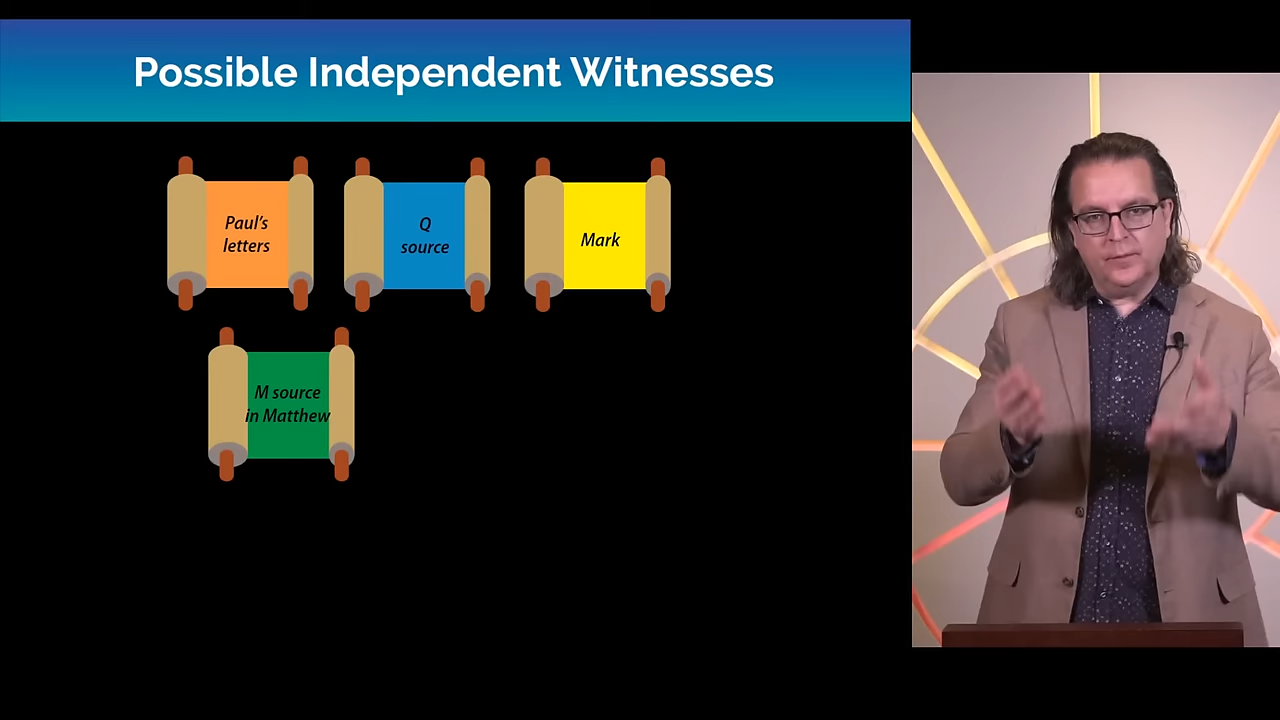 Possible Independent Witnesses
Paul's
letters
Q
source
Mark
M source
in Matthew